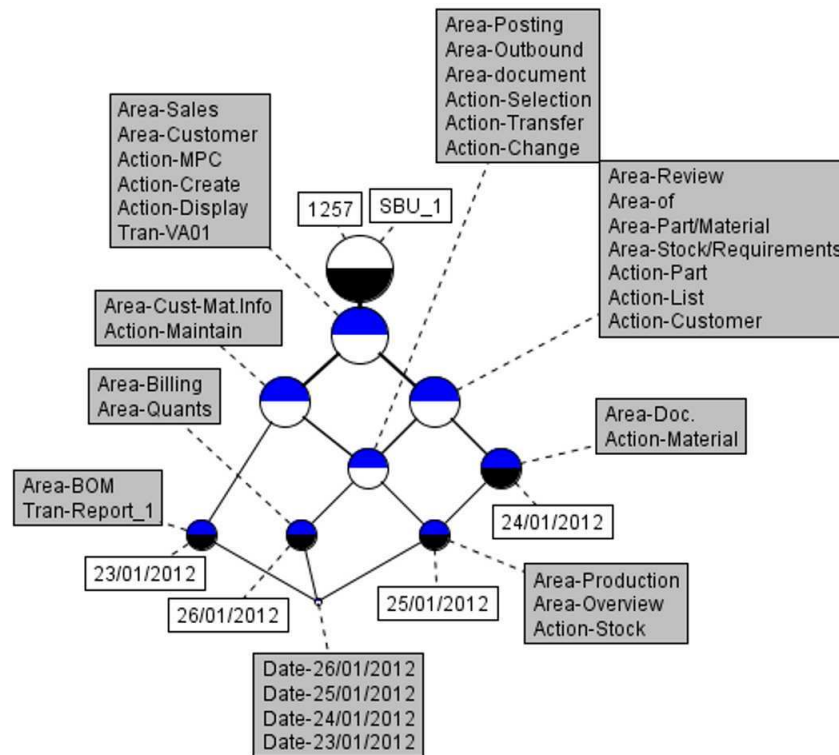 Area-Posting
Area-Outbound
Area-document
Action-Selection
Action-Transfer
Action-Change
Area-Sales
Area-Customer
Action-MPC
Action-Create
Action-Display
Tran-VA01
Area-Review
Area-of
Area-Part/Material
Area-Stock/Requirements
Action-Part
Action-List
Action-Customer
1257
SBU_1
Area-Cust-Mat.Info
Action-Maintain
Area-Billing
Area-Quants
Area-Doc.
Action-Material
Area-BOM
Tran-Report_1
24/01/2012
23/01/2012
26/01/2012
25/01/2012
Area-Production
Area-Overview
Action-Stock
Date-26/01/2012
Date-25/01/2012
Date-24/01/2012
Date-23/01/2012